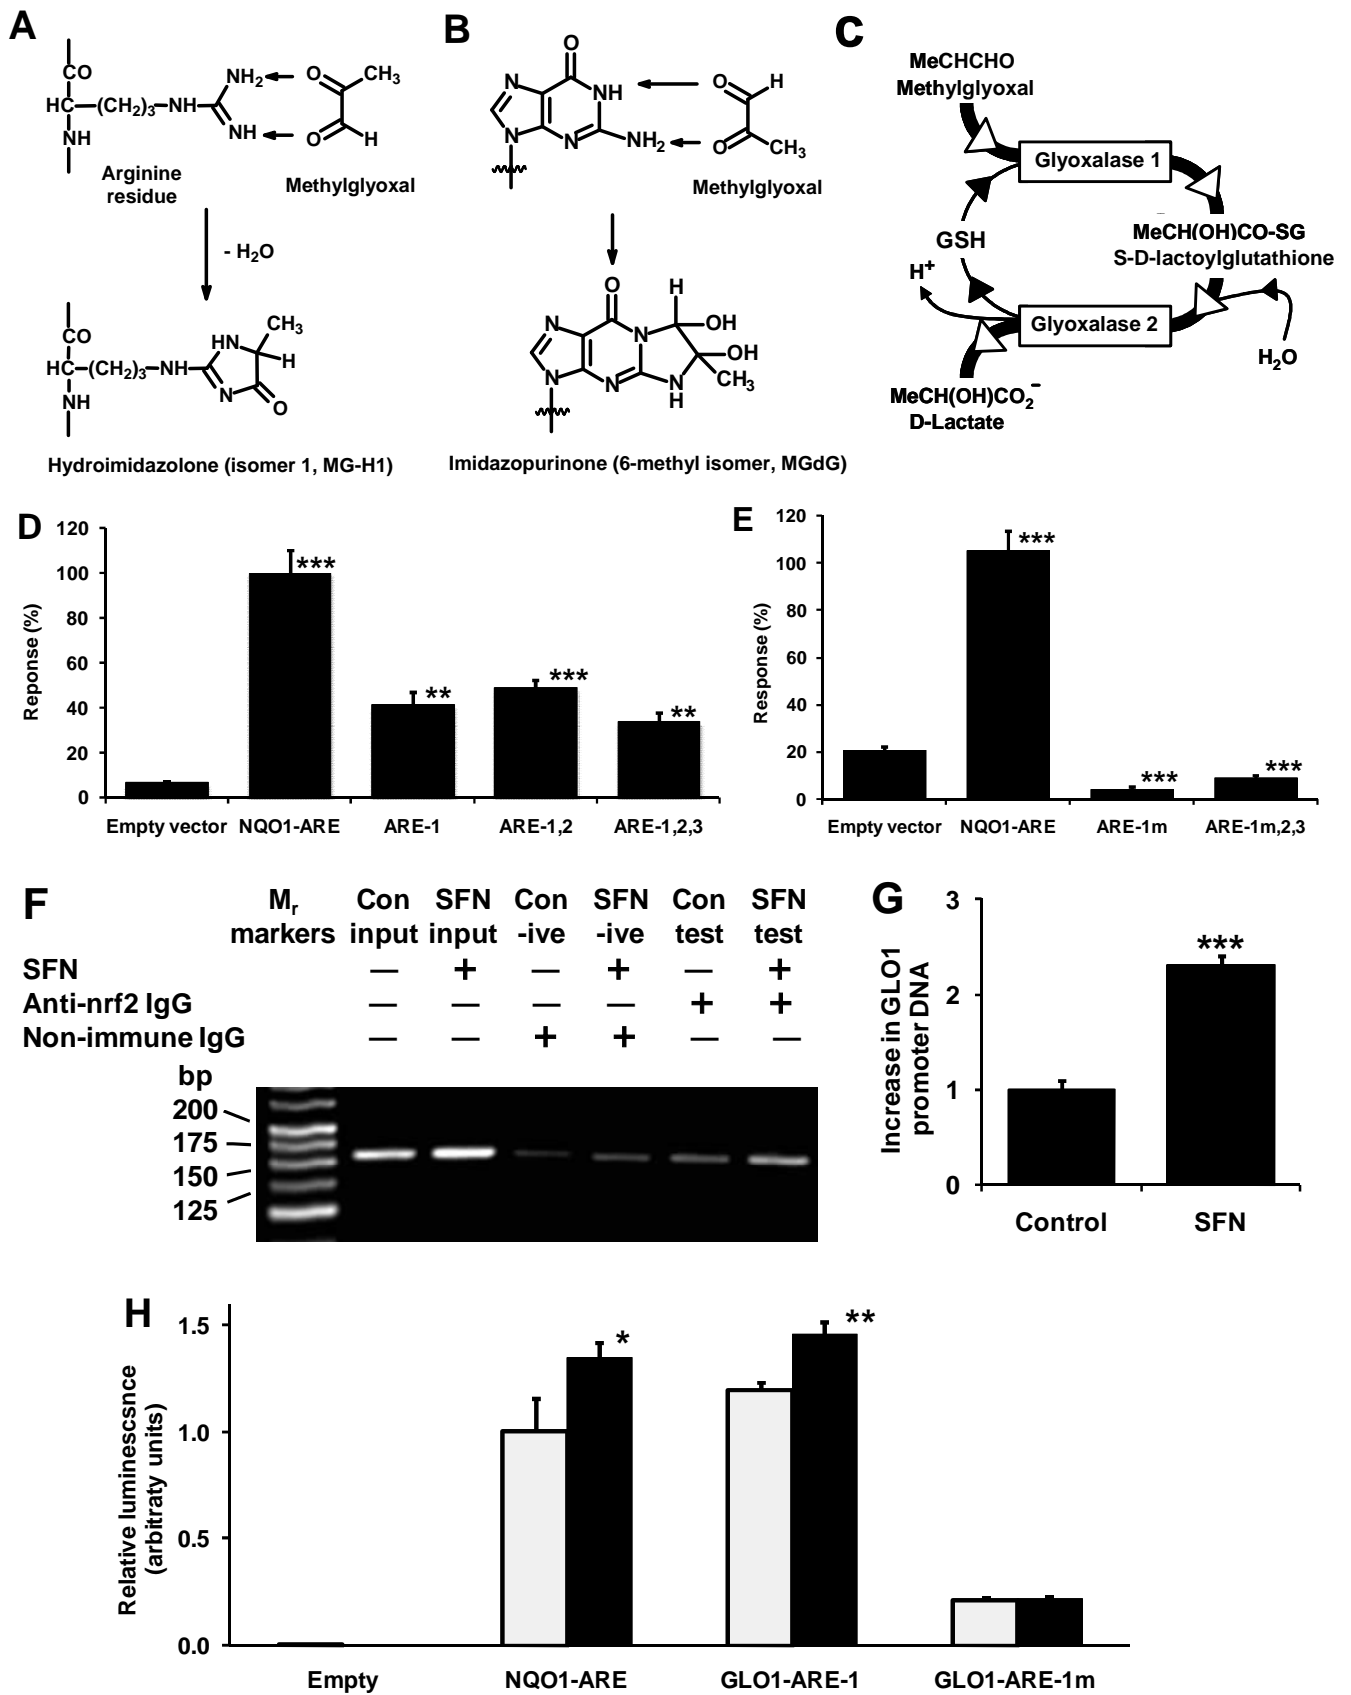 A
CO
HC
(CH₂)₃
NH
NH
NH₂
NH
O
CH₃
O
H
Arginine
residue
Methylglyoxal
- H₂O
CO
HC
(CH₂)₃
NH
NH
HN
N
CH₃
H
O
Hydroimidazolone (isomer 1, MG-H1)
B
O
N
NH
N
N
NH₂
O
H
O
CH₃
Methylglyoxal
O
H
N
N
OH
OH
N
N
N
H
CH₃
Imidazopurinone (6-methyl isomer, MGdG)
C
MeCHCHO
Methylglyoxal
Glyoxalase 1
GSH
MeCH(OH)CO-SG
S-D-lactoylglutathione
H⁺
Glyoxalase 2
H₂O
MeCH(OH)CO₂⁻
D-Lactate
D
Reponse (%)
120
100
80
60
40
20
0
***
**
***
**
Empty vector NQO1-ARE ARE-1 ARE-1,2 ARE-1,2,3
E
Response (%)
120
100
80
60
40
20
0
***
***
***
Empty vector NQO1-ARE ARE-1m ARE-1m,2,3
F
Mr Con SFN Con SFN Con SFN
markers input input -ive -ive test test
SFN — + — + — +
Anti-nrf2 IgG — — — — + +
Non-immune IgG — — + + — —
bp
200
175
150
125
G
Increase in GLO1
promoter DNA
3
2
1
0
***
Control SFN
H
Relative luminescsnce
(arbitraty units)
1.5
1.0
0.5
0.0
*
**
Empty NQO1-ARE GLO1-ARE-1 GLO1-ARE-1m